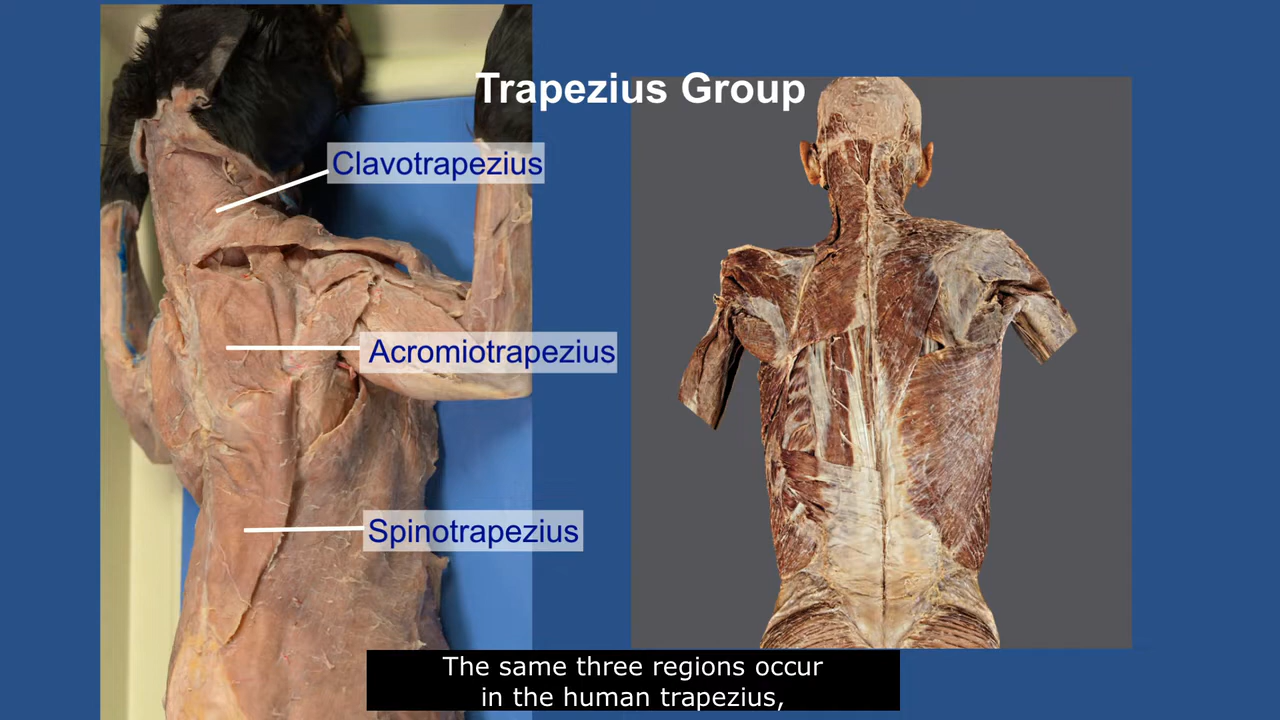 Trapezius Group
Clavotrapezius
Acromiotrapezius
Spinotrapezius
The same three regions occur
in the human trapezius,